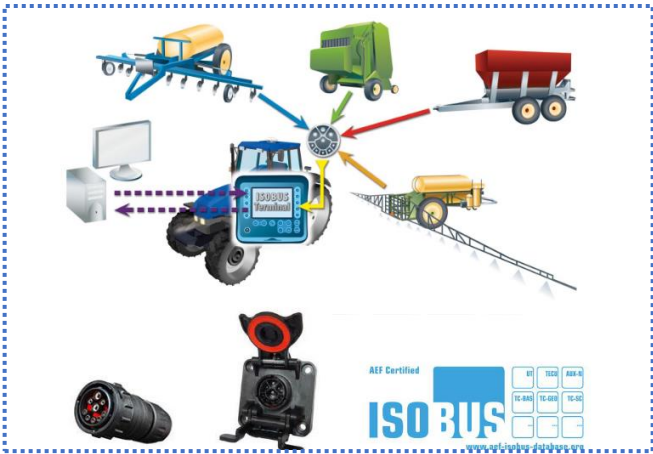 ISOBUS
Terminal
AEF Certified
UT TECU AUX-N
TC-BAS TC-GEO TC-SC
ISOBUS
www.aef-isobus-database.org